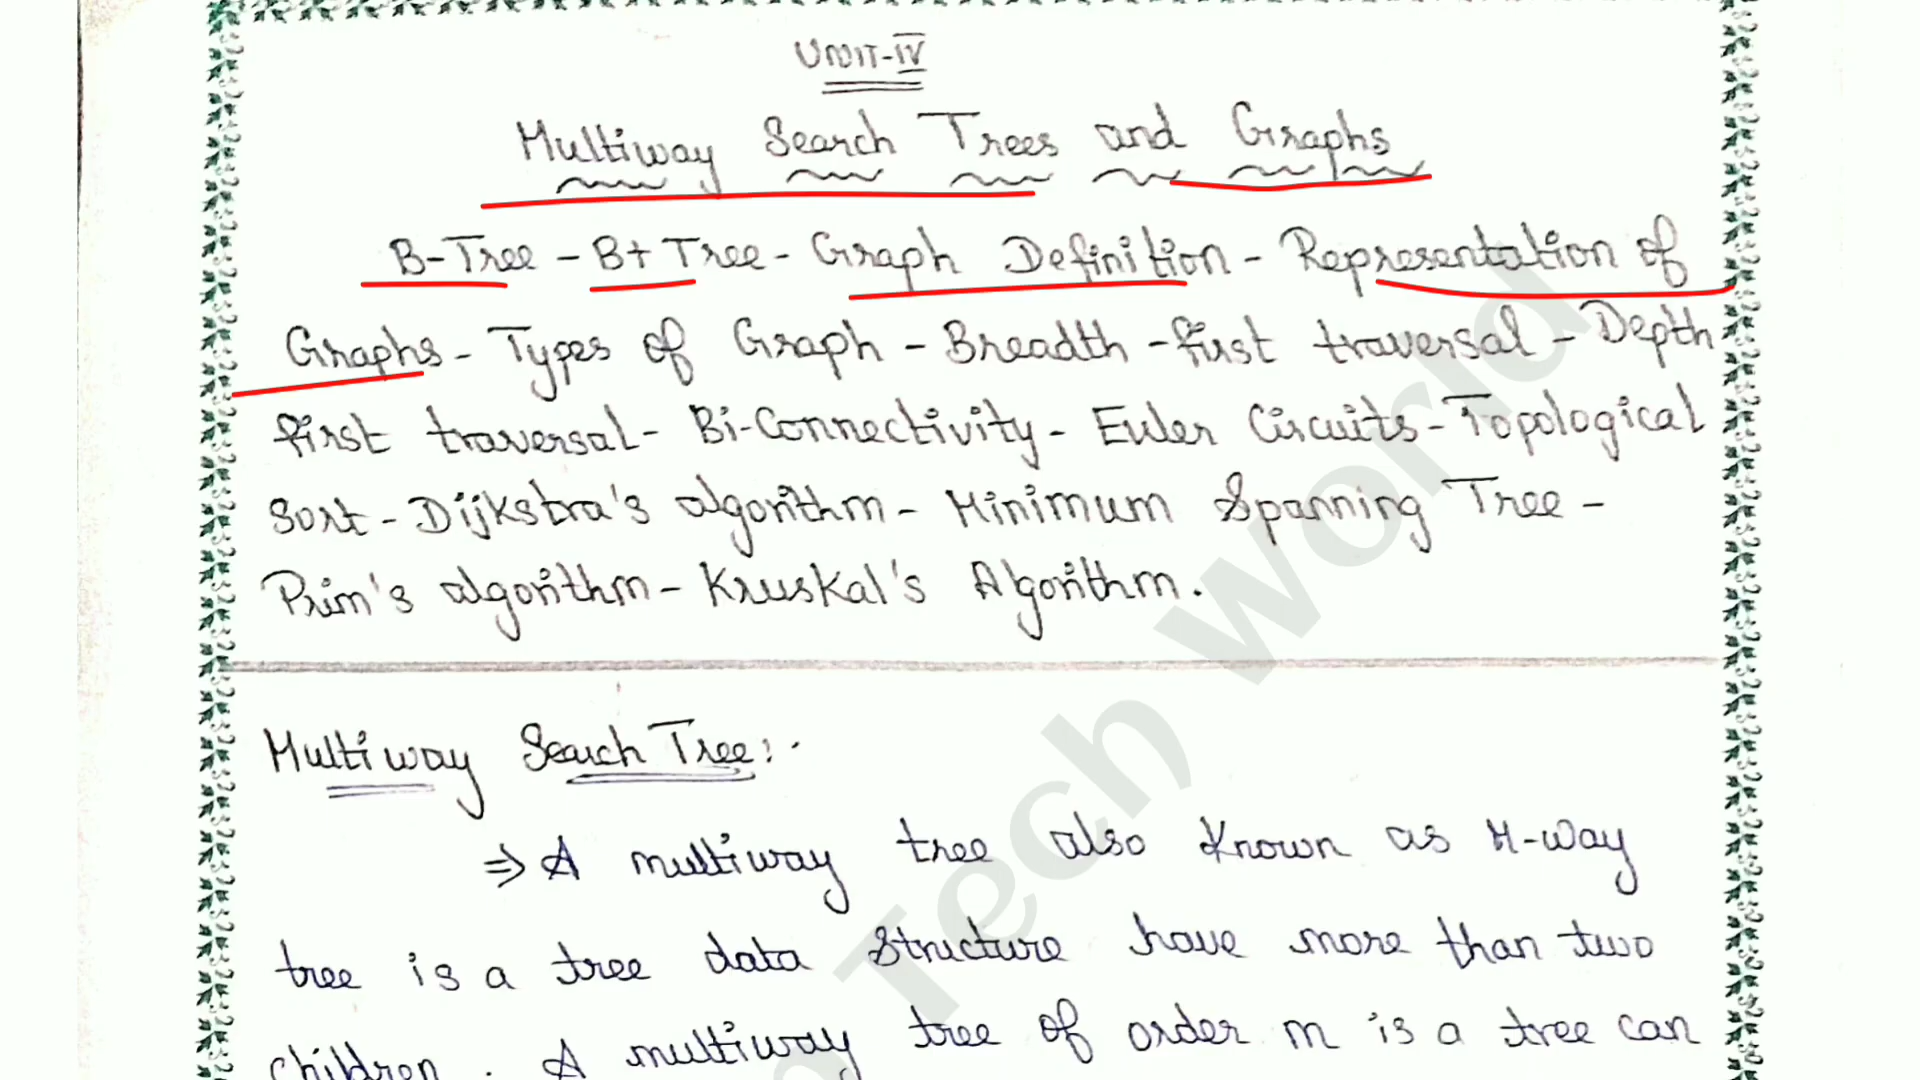 UNIT-IV
Multiway Search Trees and Graphs
B-Tree - B+ Tree - Graph Definition - Representation of
Graphs - Types of Graph - Breadth - first traversal - Depth
first traversal - Bi-Connectivity - Euler Circuits - Topological
Sort - Dijkstra's algorithm - Minimum Spanning Tree -
Prim's algorithm - Kruskal's Algorithm.
Multiway Search Tree:-
⇒ A multiway tree also known as M-way
tree is a tree data structure have more than two
children. A multiway tree of order m is a tree can
Tech World